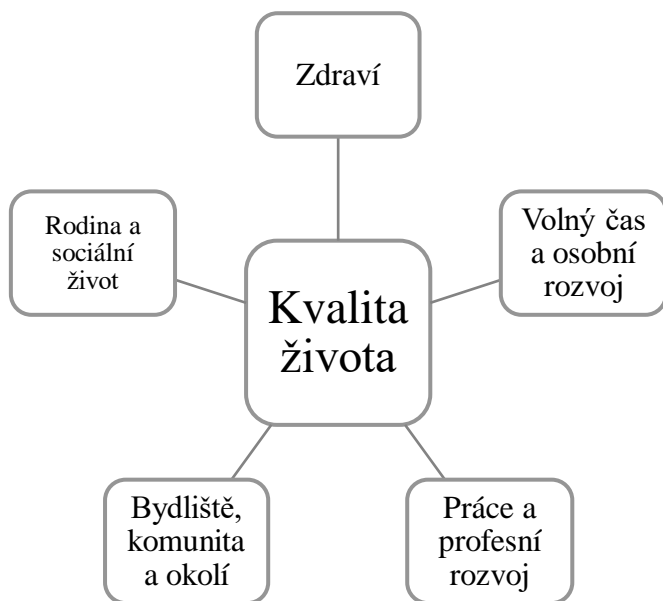 Zdraví
Rodina a
sociální
život
Volný čas
a osobní
rozvoj
Kvalita
života
Bydliště,
komunita
a okolí
Práce a
profesní
rozvoj